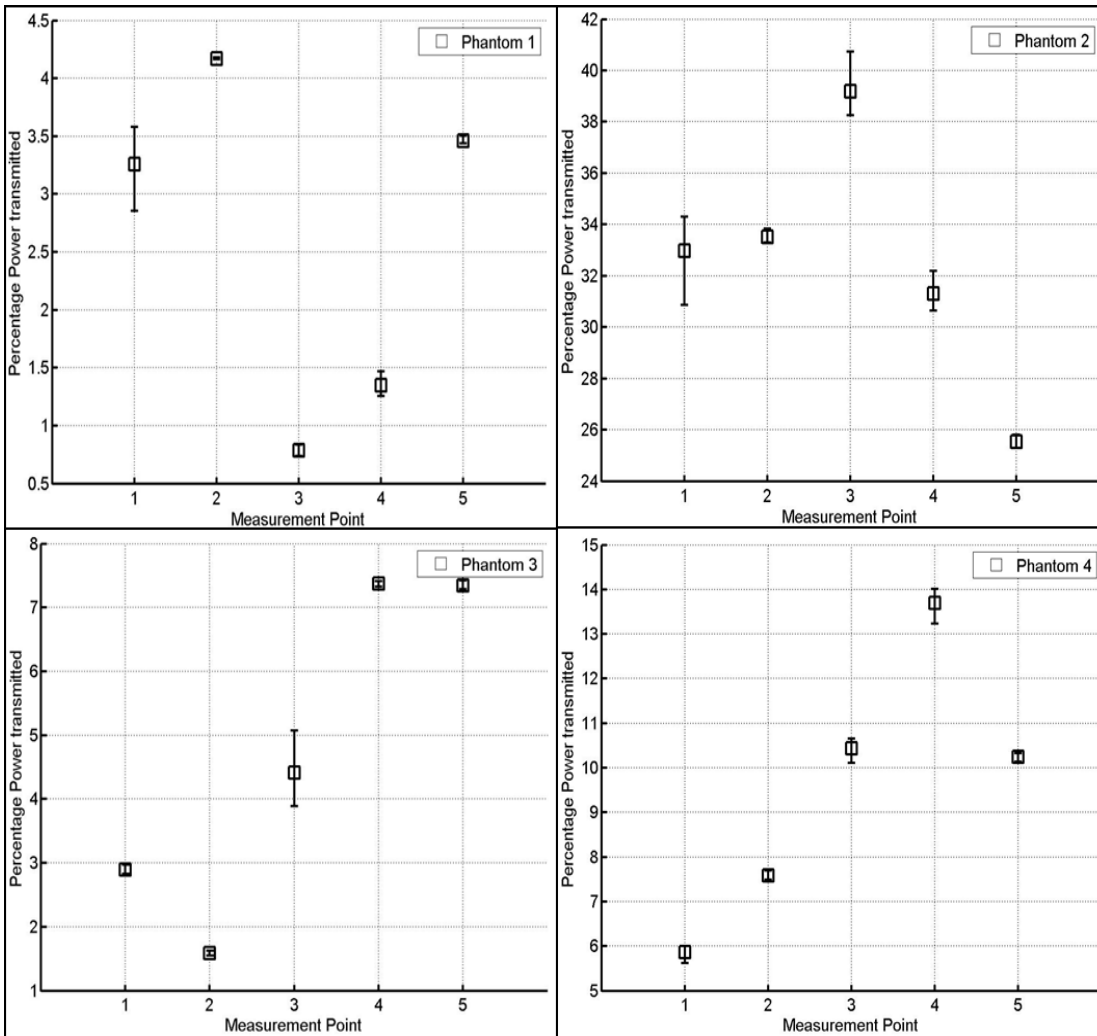 4.5
4
3.5
3
2.5
2
1.5
1
0.5
Percentage Power transmitted
Phantom 1
1 2 3 4 5
Measurement Point
42
40
38
36
34
33
32
30
28
26
24
Percentage Power transmitted
Phantom 2
1 2 3 4 5
Measurement Point
8
7
6
5
4
3
2
1
Percentage Power transmitted
Phantom 3
1 2 3 4 5
Measurement Point
15
14
13
12
11
10
9
8
7
6
5
Percentage Power transmitted
Phantom 4
1 2 3 4 5
Measurement Point